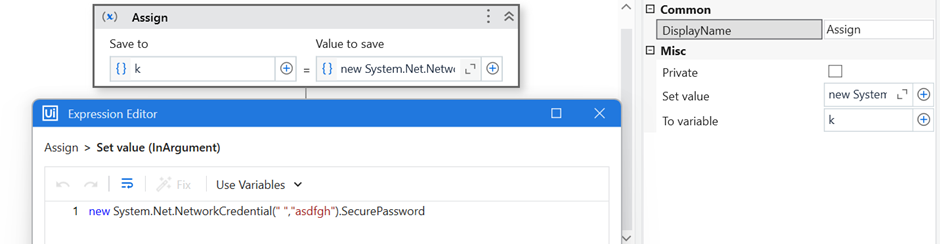 (x) Assign
Save to Value to save
{} k = {} new System.Net.Netw
Ui Expression Editor
Assign > Set value (InArgument)
Fix Use Variables
1 new System.Net.NetworkCredential(" ","asdfgh").SecurePassword
Common
DisplayName Assign
Misc
Private
Set value new System
To variable k